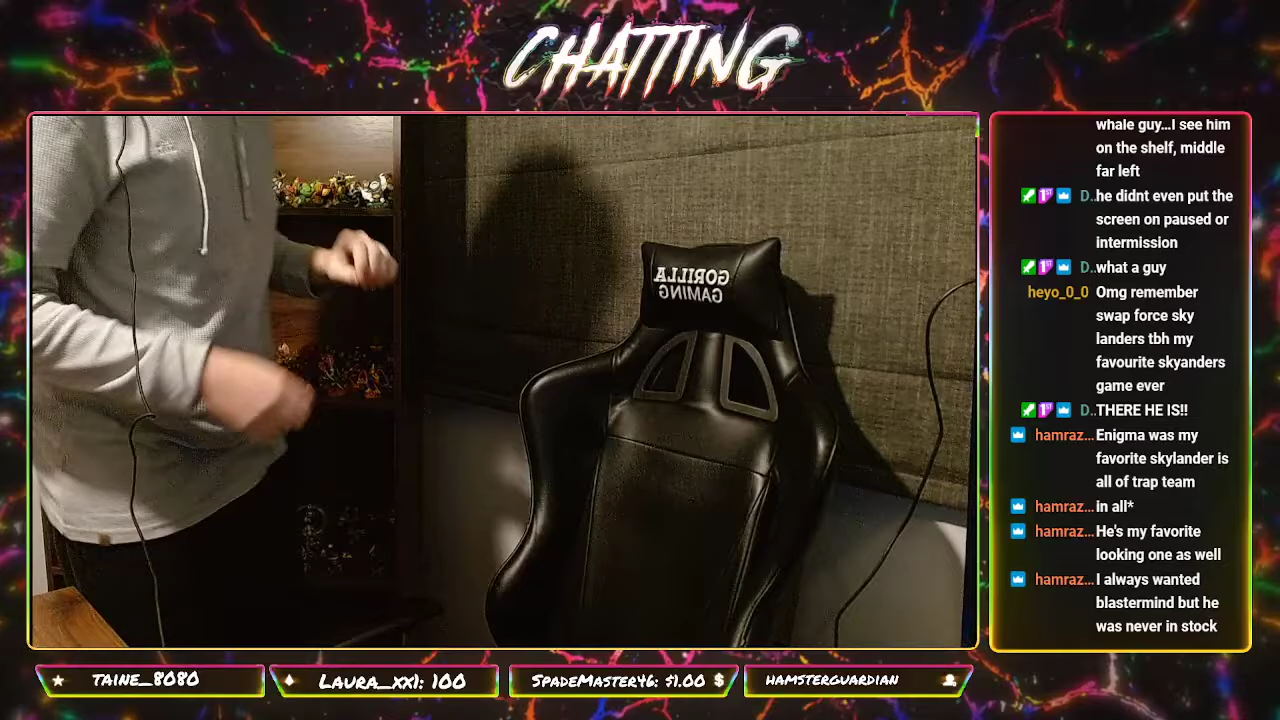 CHATTING
GORILLA
GAMING
whale guy...I see him
on the shelf, middle
far left
D..he didnt even put the
screen on paused or
intermission
D..what a guy
heyo_0_0 Omg remember
swap force sky
landers tbh my
favourite skyanders
game ever
D..THERE HE IS!!
hamraz...Enigma was my
favorite skylander is
all of trap team
hamraz...in all*
hamraz...He's my favorite
looking one as well
hamraz...I always wanted
blastermind but he
was never in stock
TAINE_8080
LAURA_XXI: 100
SPADEMASTER46: $1.00 $
HAMSTERGUARDIAN